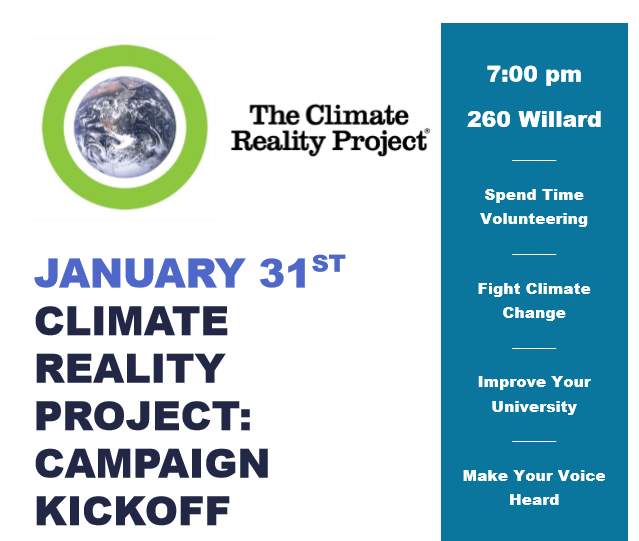 The Climate
Reality Project®
JANUARY 31ST
CLIMATE
REALITY
PROJECT:
CAMPAIGN
KICKOFF
7:00 pm
260 Willard
Spend Time
Volunteering
Fight Climate
Change
Improve Your
University
Make Your Voice
Heard